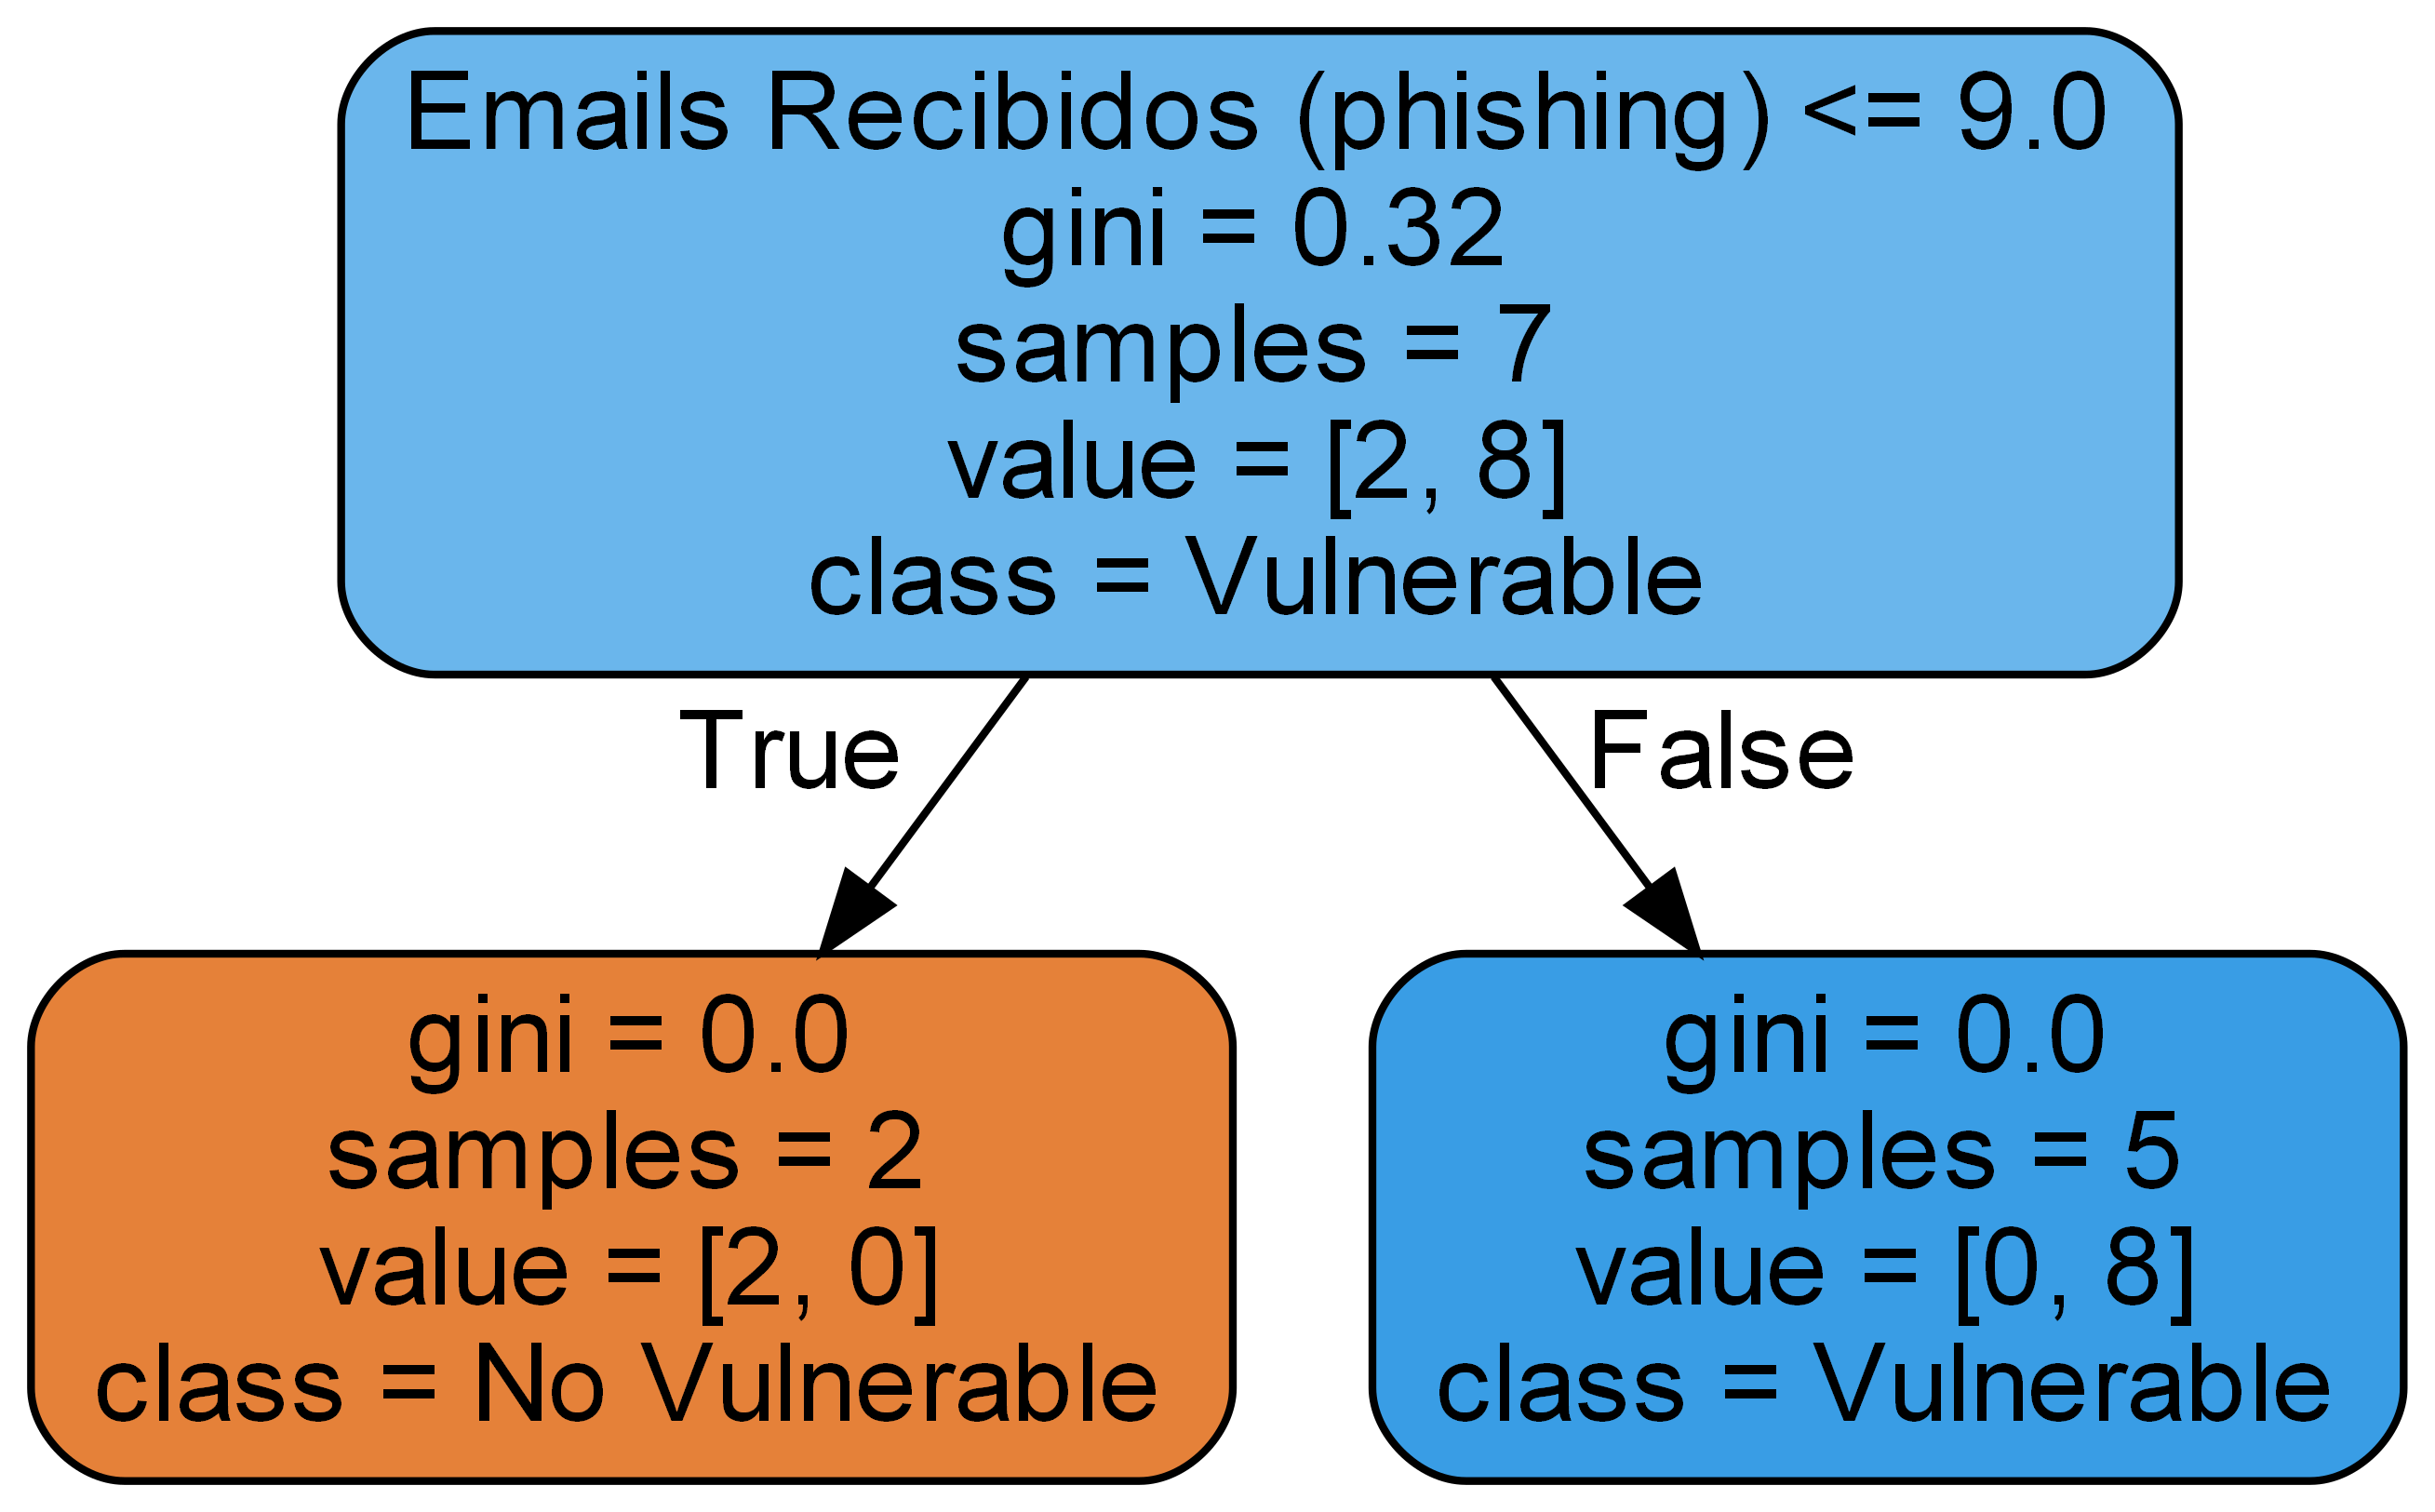 Emails Recibidos (phishing) <= 9.0
gini = 0.32
samples = 7
value = [2, 8]
class = Vulnerable
True
False
gini = 0.0
samples = 2
value = [2, 0]
class = No Vulnerable
gini = 0.0
samples = 5
value = [0, 8]
class = Vulnerable